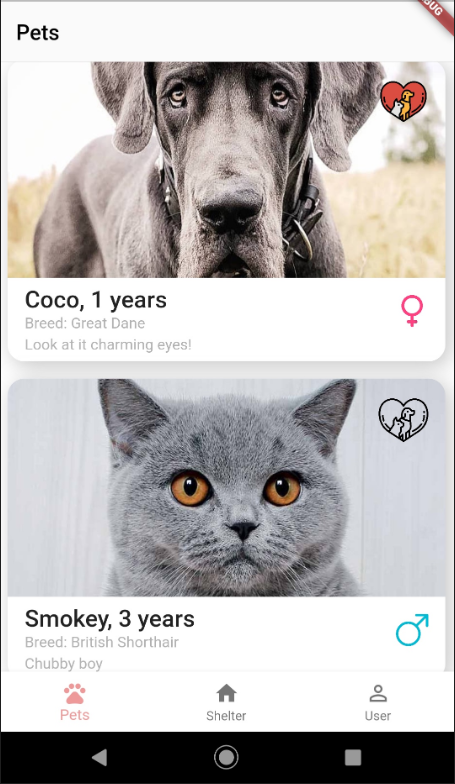 BUG
Pets
Coco, 1 years
Breed: Great Dane
Look at it charming eyes!
Smokey, 3 years
Breed: British Shorthair
Chubby boy
Pets
Shelter
User